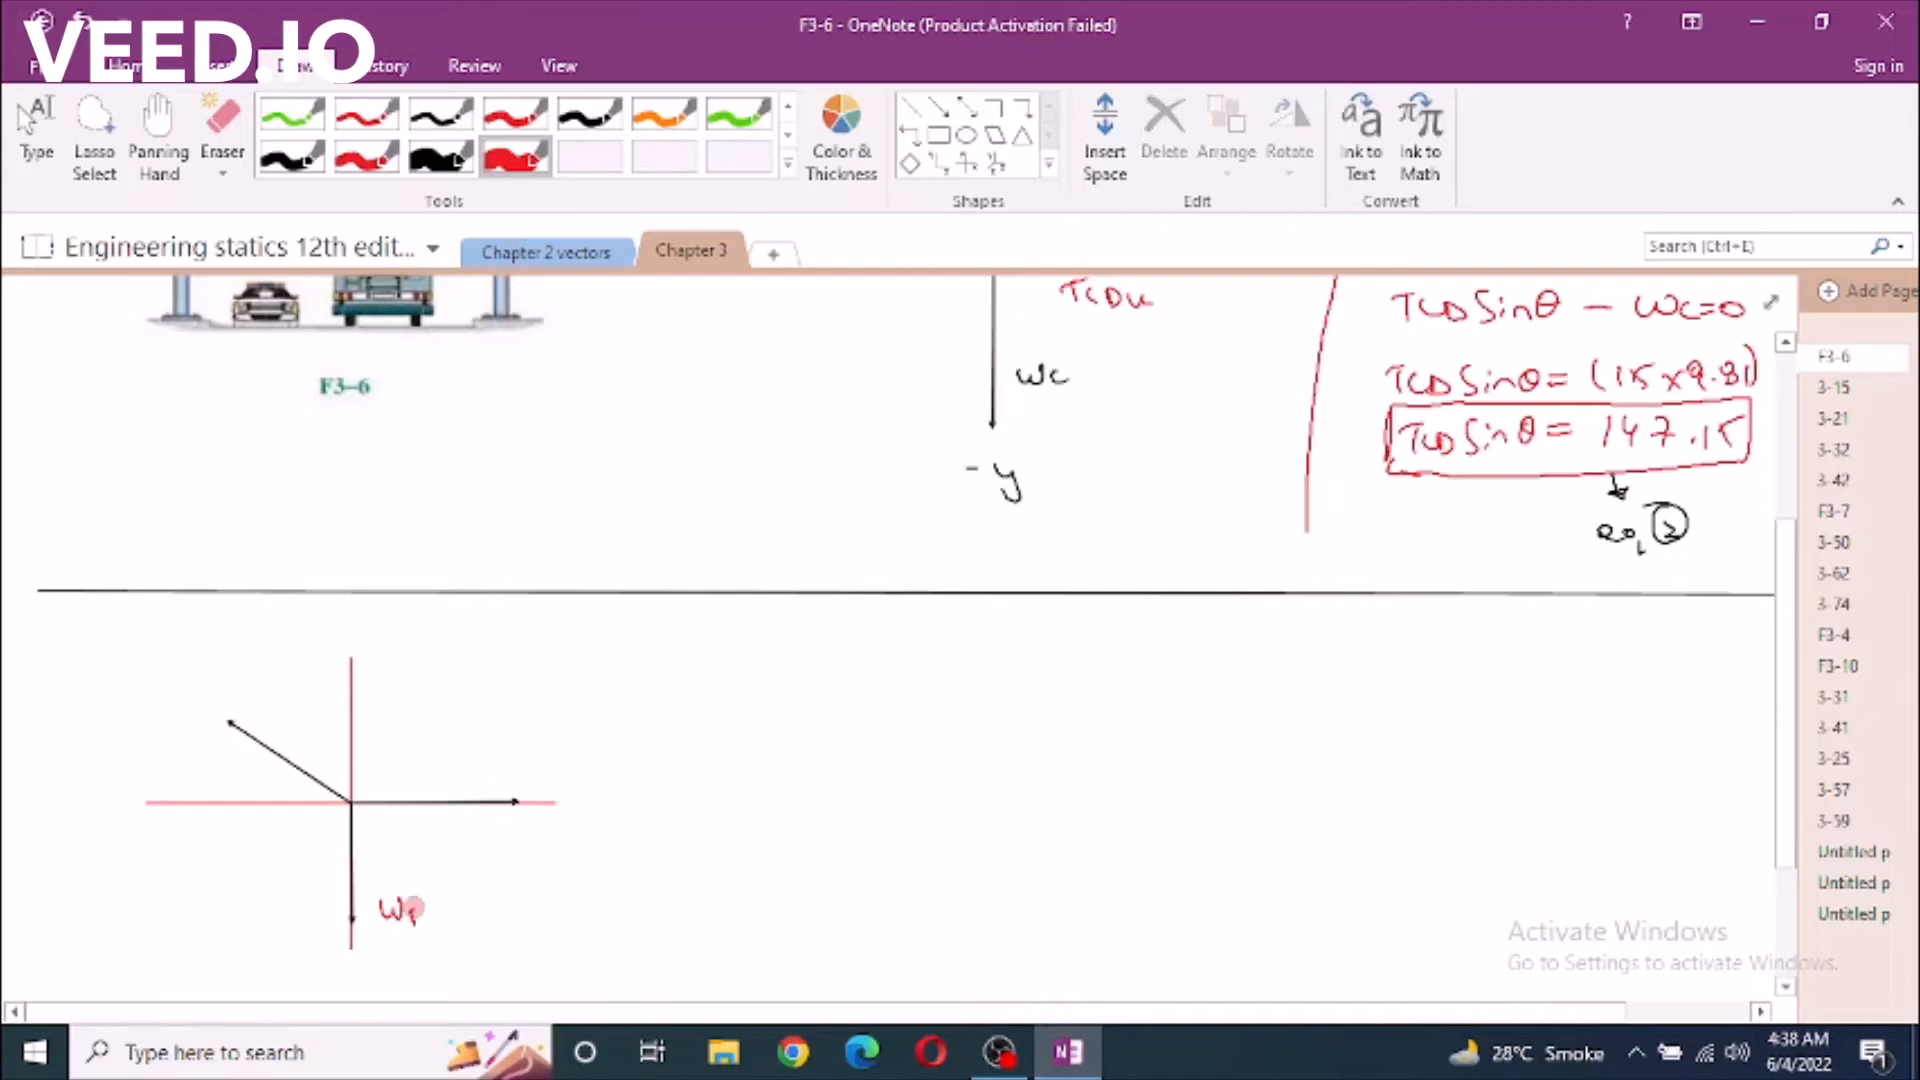 VEED.IO
F3-6 - OneNote (Product Activation Failed)
Review
View
Sign in
Type
Lasso Select
Panning Hand
Eraser
Color & Thickness
Insert Space
Delete
Arrange
Rotate
Ink to Text
Ink to Math
Tools
Shapes
Edit
Convert
Engineering statics 12th edit...
Chapter 2 vectors
Chapter 3
Search (Ctrl+E)
Add Page
F3-6
3-15
3-21
3-32
3-42
F3-7
3-50
3-62
3-74
F3-4
F3-10
3-31
3-41
3-25
3-57
3-59
Untitled p
Untitled p
Untitled p
F3–6
WC
- y
TCD Sinθ - WC=0
TCD Sinθ = (15 x 9.81)
TCD Sinθ = 147.15
eq, 2
Activate Windows
Go to Settings to activate Windows.
Type here to search
28°C Smoke
4:38 AM
6/4/2022
1